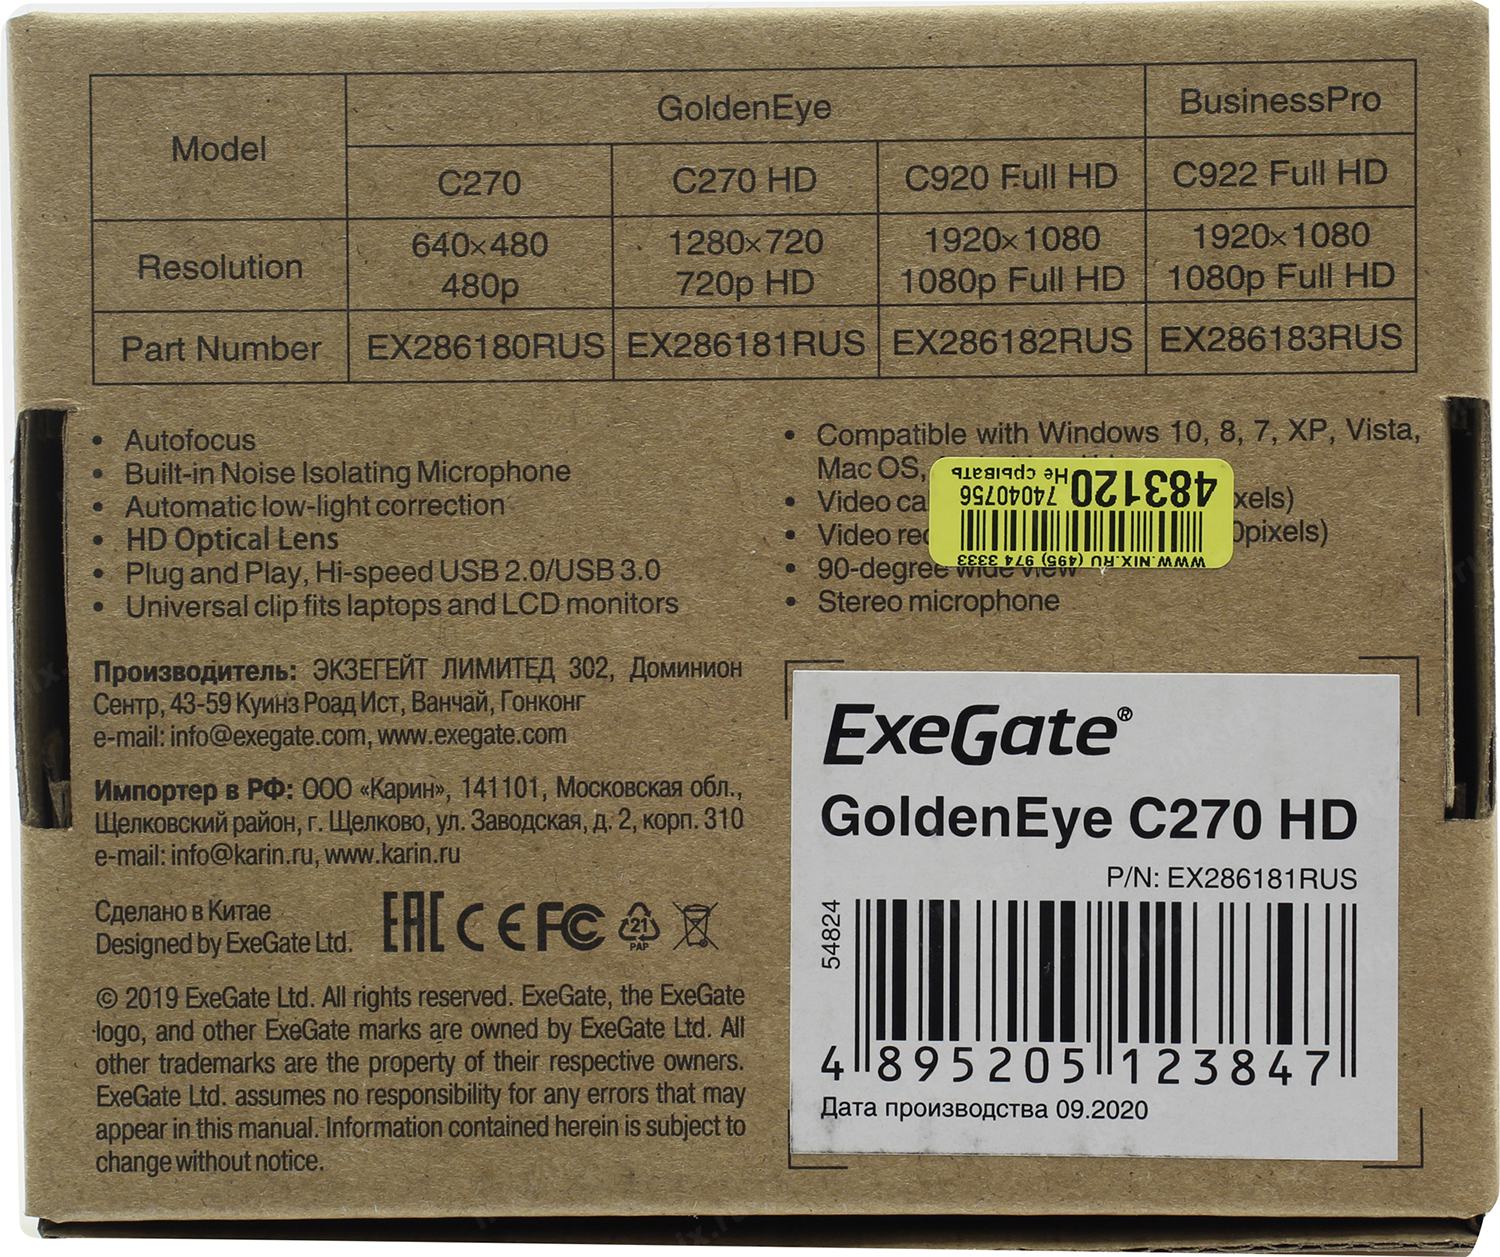 Model
GoldenEye
BusinessPro
C270
C270 HD
C920 Full HD
C922 Full HD
Resolution
640×480
480p
1280×720
720p HD
1920×1080
1080p Full HD
1920×1080
1080p Full HD
Part Number
EX286180RUS
EX286181RUS
EX286182RUS
EX286183RUS
• Autofocus
• Built-in Noise Isolating Microphone
• Automatic low-light correction
• HD Optical Lens
• Plug and Play, Hi-speed USB 2.0/USB 3.0
• Universal clip fits laptops and LCD monitors
• Compatible with Windows 10, 8, 7, XP, Vista,
Mac OS,
• Video
• Video
• 90-degree wide view
• Stereo microphone
WWW.NIX.RU (495) 974 3333
483120 74040756
Не срывать
Производитель: ЭКЗЕГЕЙТ ЛИМИТЕД 302, Доминион
Сентр, 43-59 Куинз Роад Ист, Ванчай, Гонконг
e-mail: info@exegate.com, www.exegate.com
Импортер в РФ: ООО «Карин», 141101, Московская обл.,
Щелковский район, г. Щелково, ул. Заводская, д. 2, корп. 310
e-mail: info@karin.ru, www.karin.ru
Сделано в Китае
Designed by ExeGate Ltd.
EAC CE FC 21 PAP
© 2019 ExeGate Ltd. All rights reserved. ExeGate, the ExeGate
logo, and other ExeGate marks are owned by ExeGate Ltd. All
other trademarks are the property of their respective owners.
ExeGate Ltd. assumes no responsibility for any errors that may
appear in this manual. Information contained herein is subject to
change without notice.
ExeGate®
GoldenEye C270 HD
P/N: EX286181RUS
54824
4 895205 123847
Дата производства 09.2020